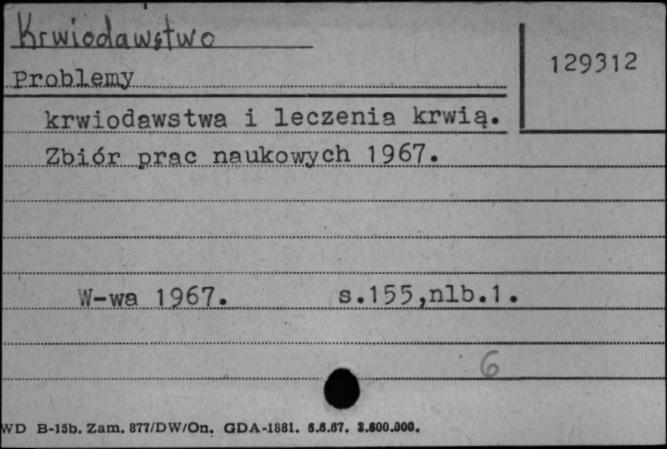 Krwiodawstwo
129312
Problemy
krwiodawstwa i leczenia krwią.
Zbiór prac naukowych 1967.
W-wa 1967. s.155,nlb.1.
6
WD B-15b. Zam. 877/DW/On. GDA-1881. 6.6.67. 3.600.000.